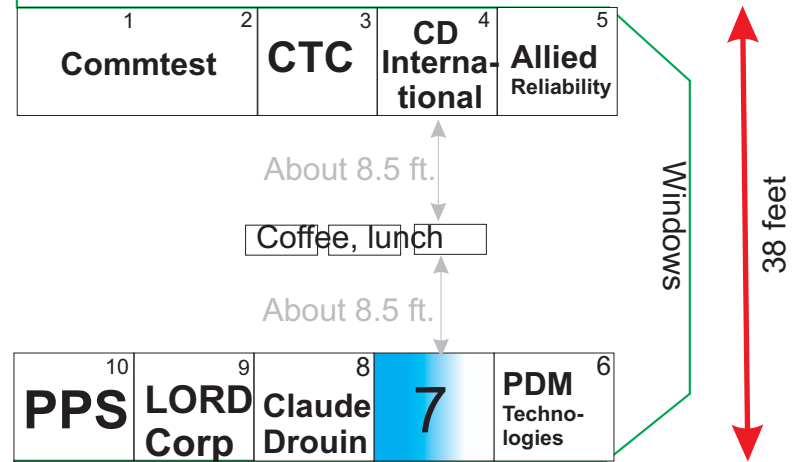 1 2 3 4 5
Commtest
CTC
CD
Interna-
tional
Allied
Reliability
About 8.5 ft.
Coffee, lunch
About 8.5 ft.
Windows
38 feet
10 9 8 6
PPS
LORD
Corp
Claude
Drouin
7
PDM
Techno-
logies